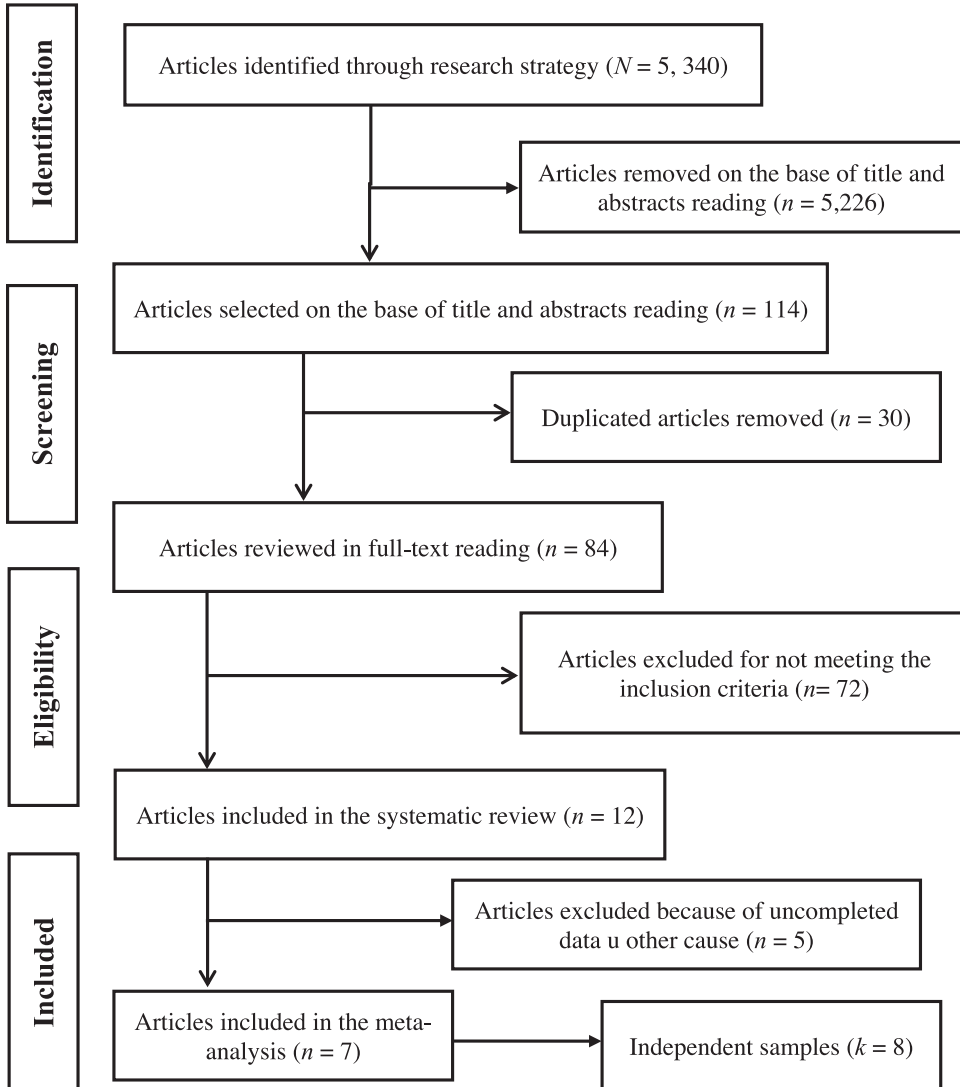 Identification
Articles identified through research strategy (N = 5, 340)
Articles removed on the base of title and
abstracts reading (n = 5,226)
Screening
Articles selected on the base of title and abstracts reading (n = 114)
Duplicated articles removed (n = 30)
Articles reviewed in full-text reading (n = 84)
Eligibility
Articles excluded for not meeting the
inclusion criteria (n= 72)
Articles included in the systematic review (n = 12)
Included
Articles excluded because of uncompleted
data u other cause (n = 5)
Articles included in the meta-
analysis (n = 7)
Independent samples (k = 8)